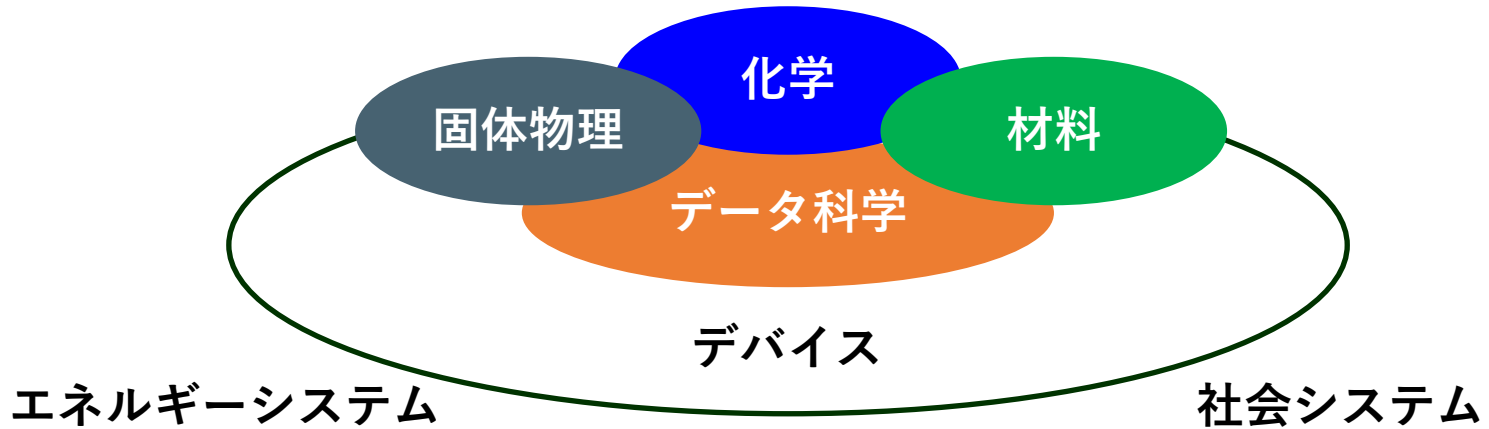 化学
固体物理
材料
データ科学
デバイス
エネルギーシステム
社会システム